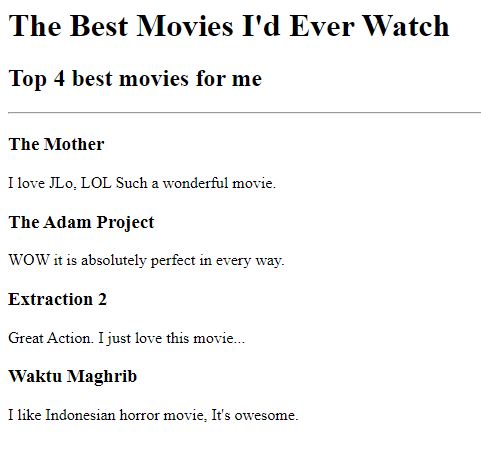 The Best Movies I'd Ever Watch
Top 4 best movies for me
The Mother
I love JLo, LOL Such a wonderful movie.
The Adam Project
WOW it is absolutely perfect in every way.
Extraction 2
Great Action. I just love this movie...
Waktu Maghrib
I like Indonesian horror movie, It's owesome.